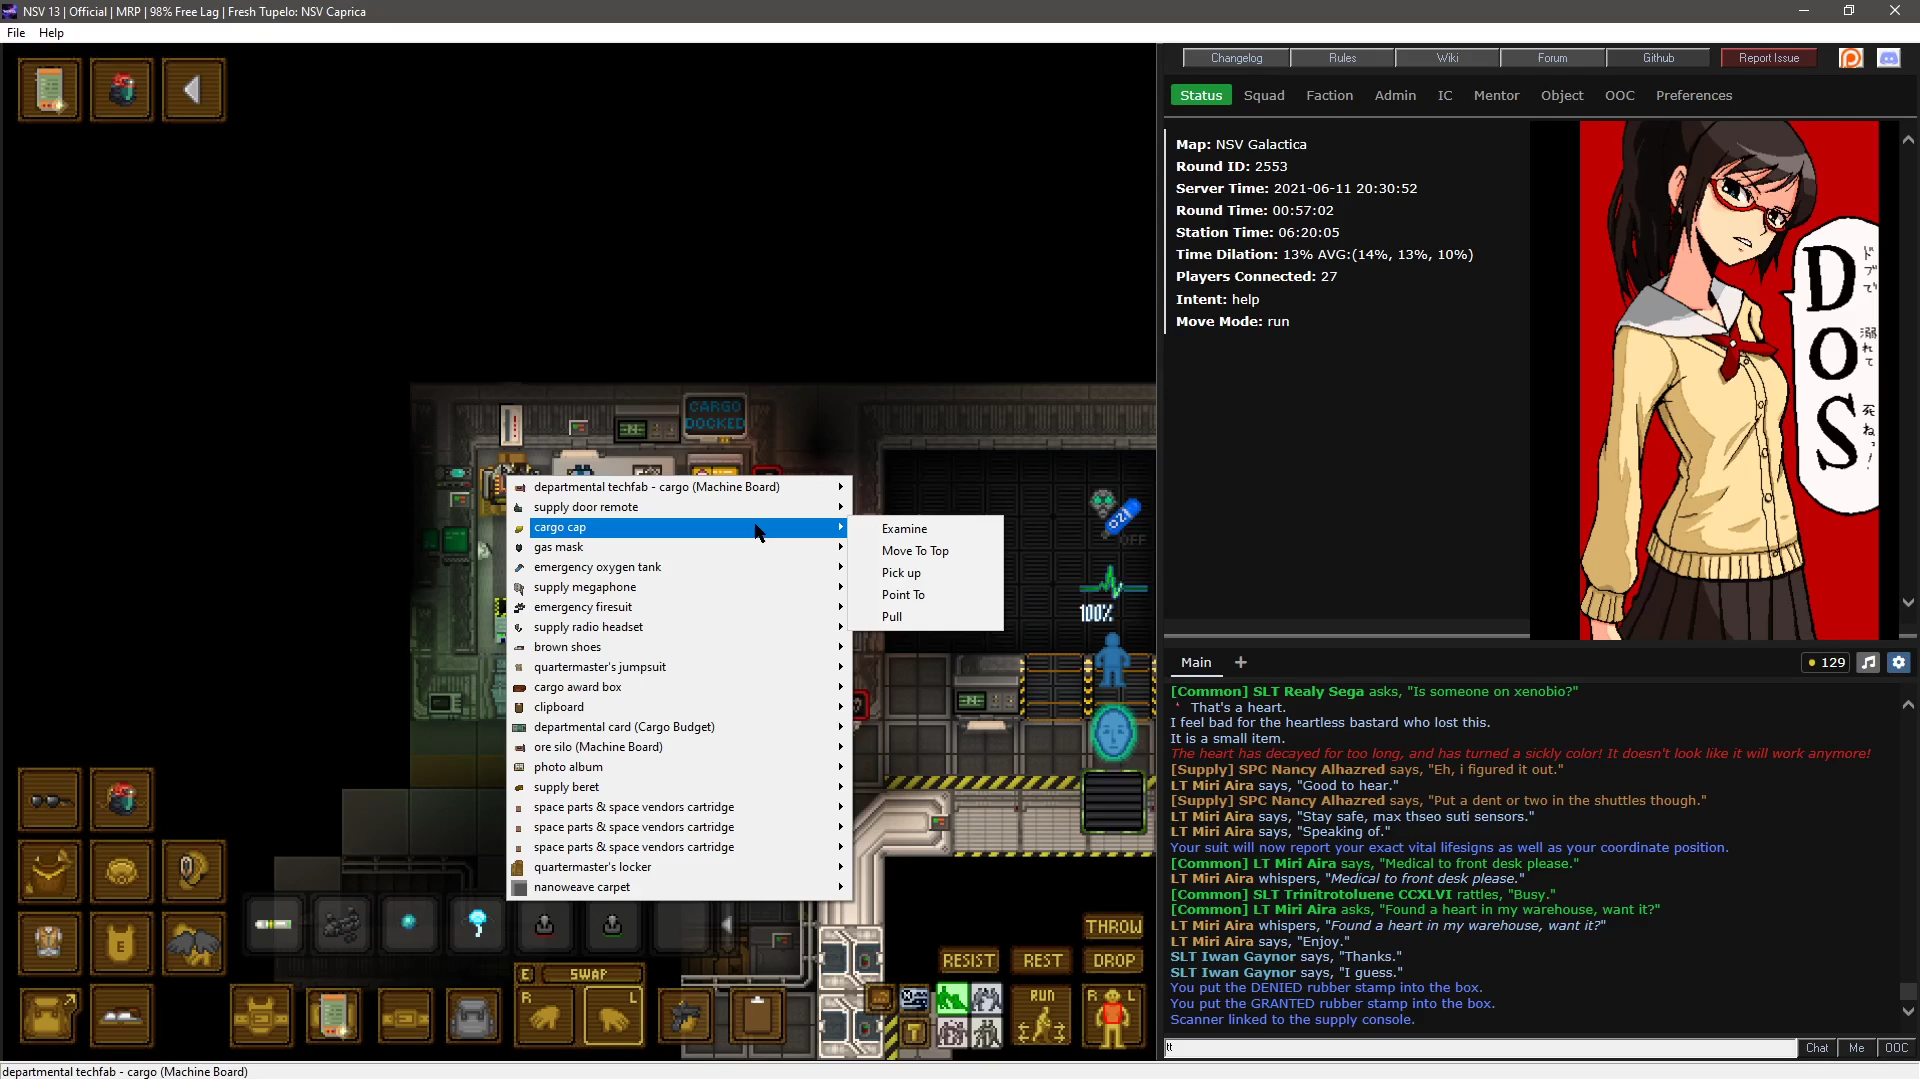 NSV 13 | Official | MRP | 98% Free Lag | Fresh Tupelo: NSV Caprica
File Help
Changelog Rules Wiki Forum Github Report Issue
Status Squad Faction Admin IC Mentor Object OOC Preferences
Map: NSV Galactica
Round ID: 2553
Server Time: 2021-06-11 20:30:52
Round Time: 00:57:02
Station Time: 06:20:05
Time Dilation: 13% AVG:(14%, 13%, 10%)
Players Connected: 27
Intent: help
Move Mode: run
DOS
溺れて
死ね!
CARGO
DOCKED
departmental techfab - cargo (Machine Board)
supply door remote
cargo cap
gas mask
emergency oxygen tank
supply megaphone
emergency firesuit
supply radio headset
brown shoes
quartermaster's jumpsuit
cargo award box
clipboard
departmental card (Cargo Budget)
ore silo (Machine Board)
photo album
supply beret
space parts & space vendors cartridge
space parts & space vendors cartridge
space parts & space vendors cartridge
quartermaster's locker
nanoweave carpet
Examine
Move To Top
Pick up
Point To
Pull
OFF
100%
Main + 129
[Common] SLT Realy Sega asks, "Is someone on xenobio?"
That's a heart.
I feel bad for the heartless bastard who lost this.
It is a small item.
The heart has decayed for too long, and has turned a sickly color! It doesn't look like it will work anymore!
[Supply] SPC Nancy Alhazred says, "Eh, i figured it out."
LT Miri Aira says, "Good to hear."
[Supply] SPC Nancy Alhazred says, "Put a dent or two in the shuttles though."
LT Miri Aira says, "Stay safe, max thseo suti sensors."
LT Miri Aira says, "Speaking of."
Your suit will now report your exact vital lifesigns as well as your coordinate position.
[Common] LT Miri Aira says, "Medical to front desk please."
LT Miri Aira whispers, "Medical to front desk please."
[Common] SLT Trinitrotoluene CCXLVI rattles, "Busy."
[Common] LT Miri Aira asks, "Found a heart in my warehouse, want it?"
LT Miri Aira whispers, "Found a heart in my warehouse, want it?"
LT Miri Aira says, "Enjoy."
SLT Iwan Gaynor says, "Thanks."
SLT Iwan Gaynor says, "I guess."
You put the DENIED rubber stamp into the box.
You put the GRANTED rubber stamp into the box.
Scanner linked to the supply console.
E SWAP
R L
THROW
RESIST REST DROP
RUN
R L
tt
Chat Me OOC
departmental techfab - cargo (Machine Board)